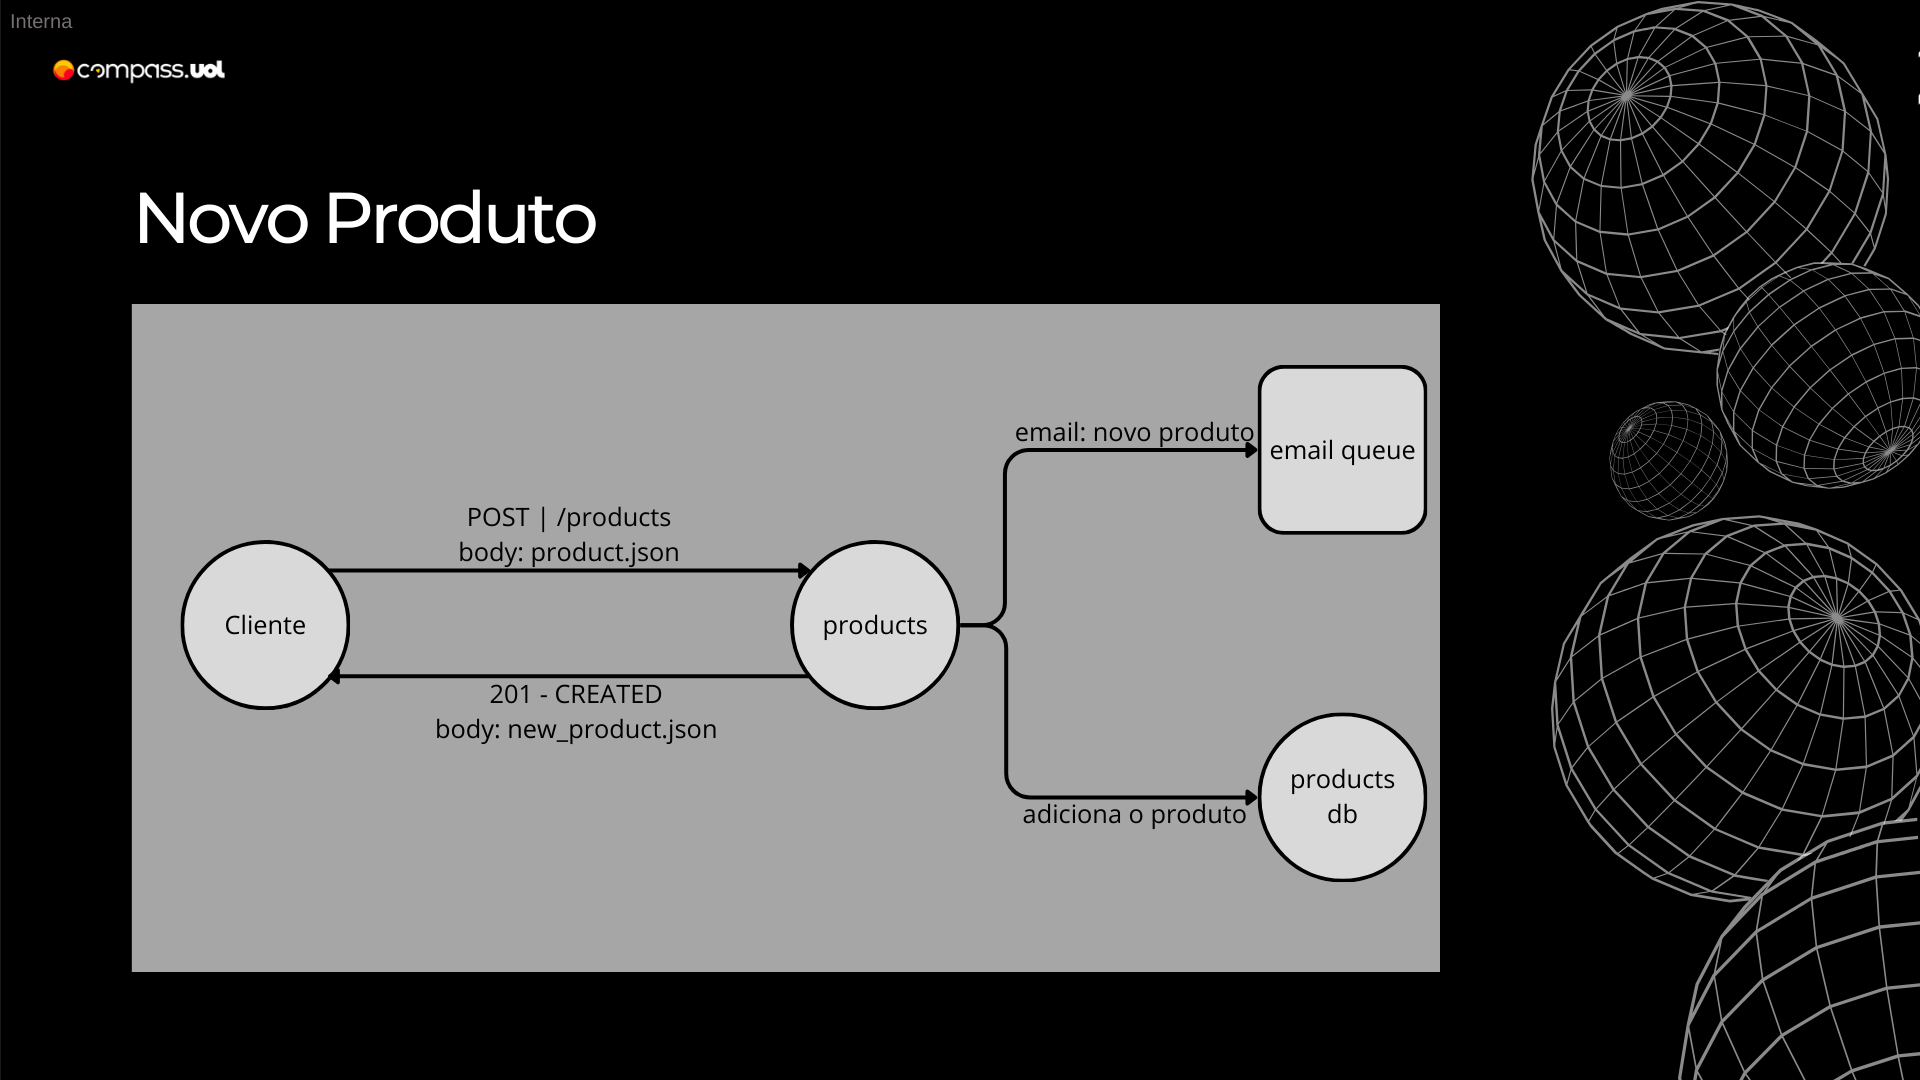 Interna
compass.uol
Novo Produto
email: novo produto
email queue
POST | /products
body: product.json
Cliente
products
201 - CREATED
body: new_product.json
products
db
adiciona o produto